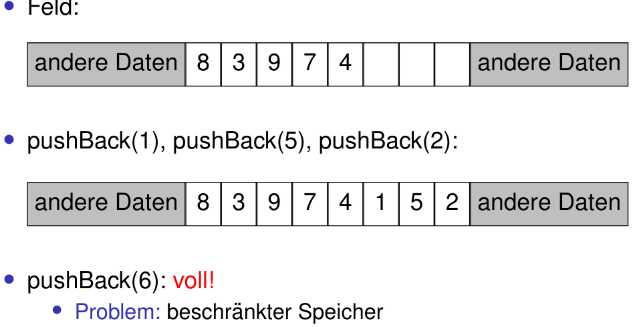 Feld:
andere Daten 8 3 9 7 4 andere Daten
pushBack(1), pushBack(5), pushBack(2):
andere Daten 8 3 9 7 4 1 5 2 andere Daten
pushBack(6): voll!
Problem: beschränkter Speicher